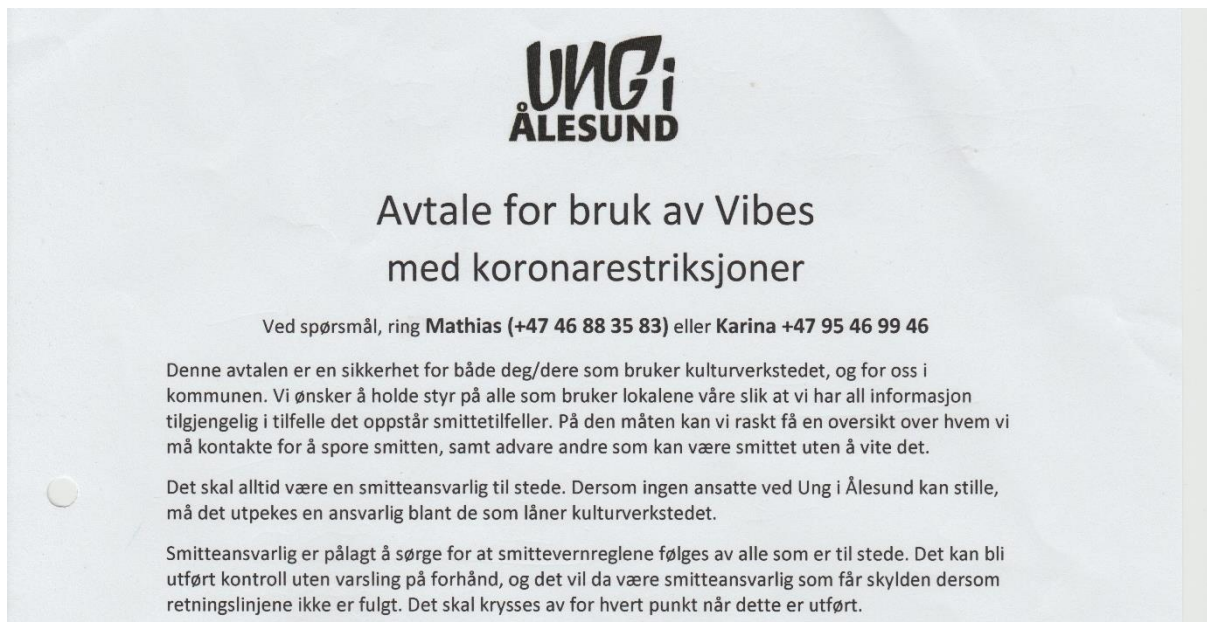 UNG i
ÅLESUND
Avtale for bruk av Vibes
med koronarestriksjoner
Ved spørsmål, ring Mathias (+47 46 88 35 83) eller Karina +47 95 46 99 46
Denne avtalen er en sikkerhet for både deg/dere som bruker kulturverkstedet, og for oss i
kommunen. Vi ønsker å holde styr på alle som bruker lokalene våre slik at vi har all informasjon
tilgjengelig i tilfelle det oppstår smittetilfeller. På den måten kan vi raskt få en oversikt over hvem vi
må kontakte for å spore smitten, samt advare andre som kan være smittet uten å vite det.
Det skal alltid være en smitteansvarlig til stede. Dersom ingen ansatte ved Ung i Ålesund kan stille,
må det utpekes en ansvarlig blant de som låner kulturverkstedet.
Smitteansvarlig er pålagt å sørge for at smittevernreglene følges av alle som er til stede. Det kan bli
utført kontroll uten varsling på forhånd, og det vil da være smitteansvarlig som får skylden dersom
retningslinjene ikke er fulgt. Det skal krysses av for hvert punkt når dette er utført.